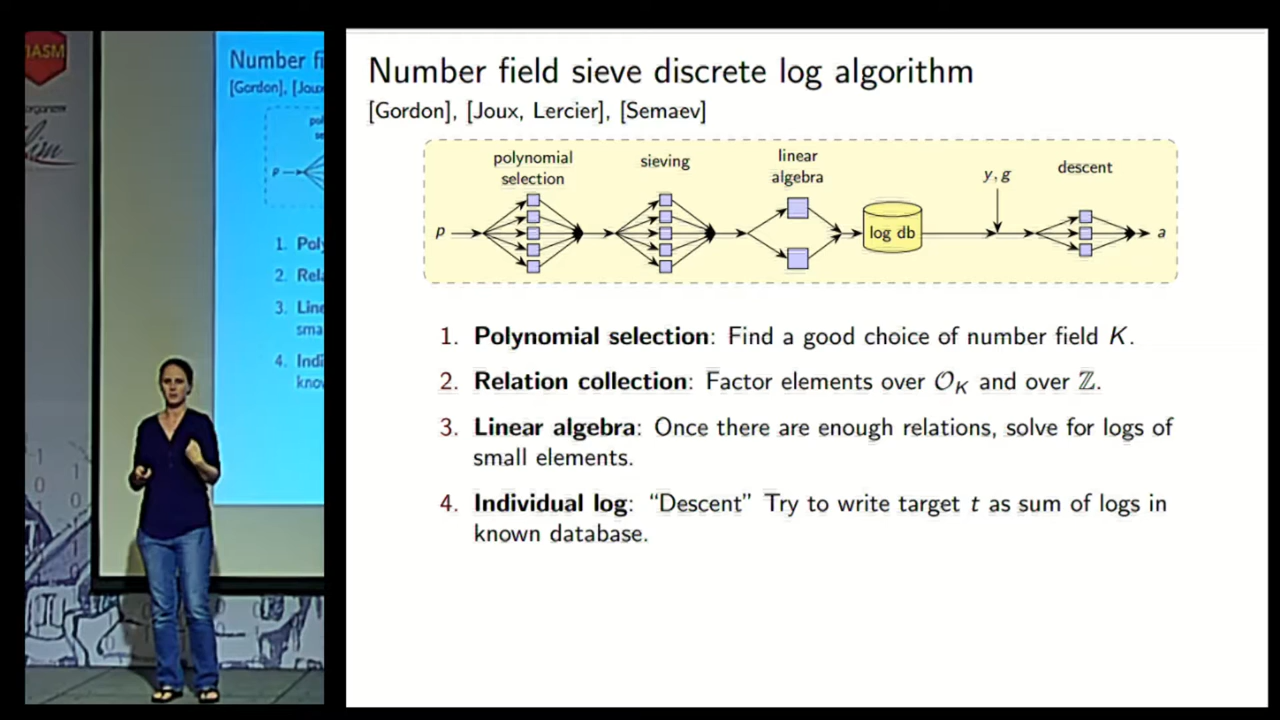 IASM
Number fi
[Gordon], [Joux
p
1. Poly
2. Rela
3. Line
sma
4. Indi
know
Number field sieve discrete log algorithm
[Gordon], [Joux, Lercier], [Semaev]
polynomial
selection
sieving
linear
algebra
y, g
descent
p
log db
a
1. Polynomial selection: Find a good choice of number field K.
2. Relation collection: Factor elements over 𝒪K and over ℤ.
3. Linear algebra: Once there are enough relations, solve for logs of
small elements.
4. Individual log: “Descent” Try to write target t as sum of logs in
known database.